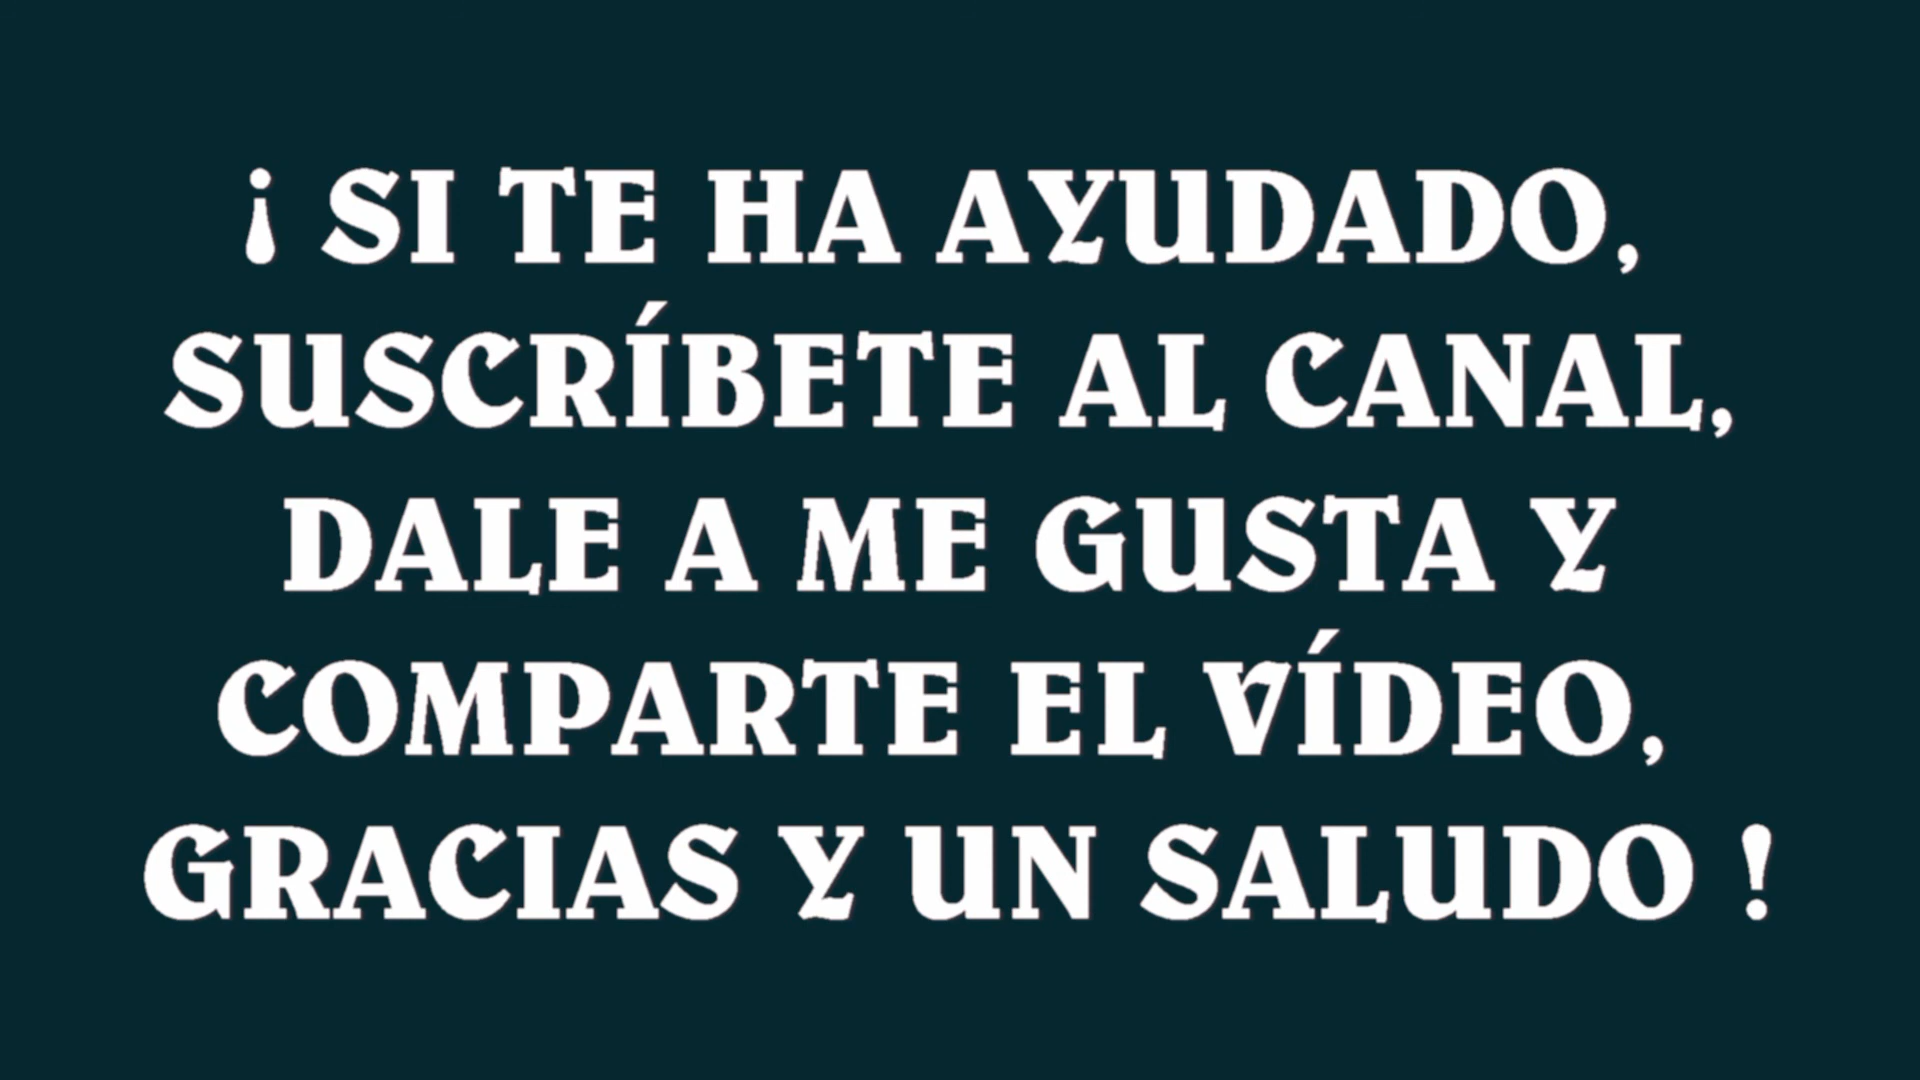 ¡ SI TE HA AYUDADO,
SUSCRÍBETE AL CANAL,
DALE A ME GUSTA Y
COMPARTE EL VÍDEO,
GRACIAS Y UN SALUDO !